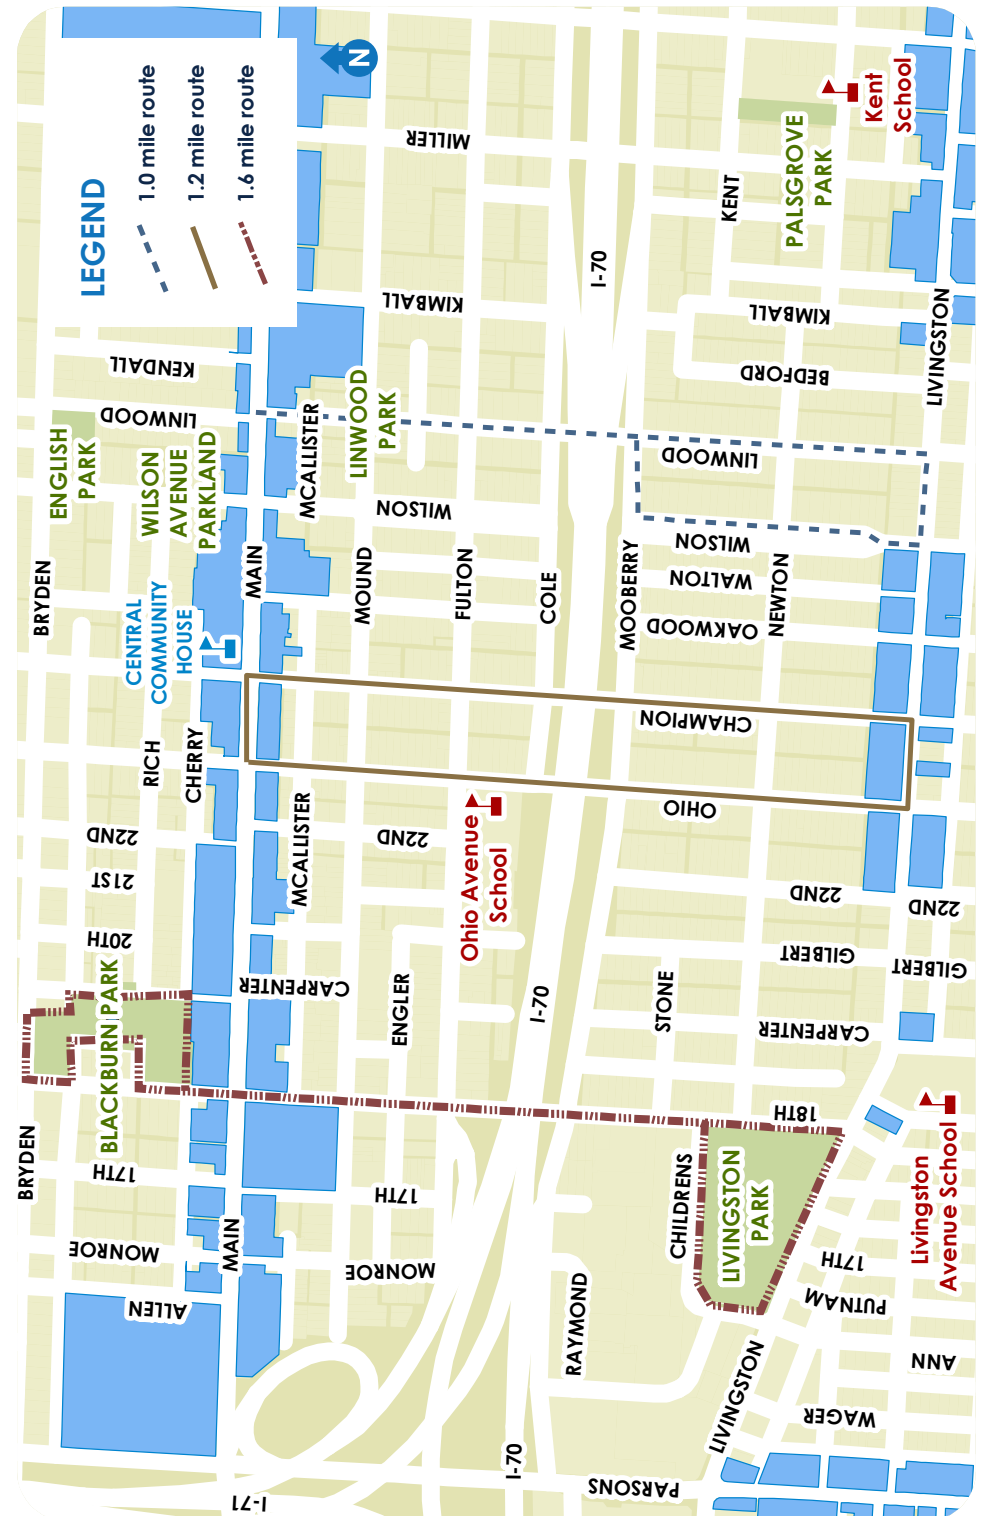 LEGEND
1.0 mile route
1.2 mile route
1.6 mile route
N
MILLER
KENT
PALSGROVE
PARK
Kent
School
I-70
KIMBALL
KIMBALL
LIVINGSTON
KENDALL
BEDFORD
LINWOOD
ENGLISH
PARK
WILSON
AVENUE
PARKLAND
MCALLISTER
LINWOOD
PARK
LINWOOD
WILSON
WILSON
BRYDEN
CENTRAL
COMMUNITY
HOUSE
MAIN
MOUND
FULTON
COLE
MOOBERRY
WALTON
OAKWOOD
NEWTON
CHAMPION
RICH
CHERRY
OHIO
22ND
MCALLISTER
22ND
Ohio Avenue
School
21ST
22ND
22ND
20TH
BLACKBURN PARK
CARPENTER
ENGLER
I-70
STONE
GILBERT
GILBERT
CARPENTER
18TH
BRYDEN
17TH
17TH
CHILDRENS
LIVINGSTON
PARK
Livingston
Avenue School
MONROE
MAIN
MONROE
17TH
ALLEN
RAYMOND
PUTNAM
LIVINGSTON
ANN
WAGER
I-71
I-70
PARSONS